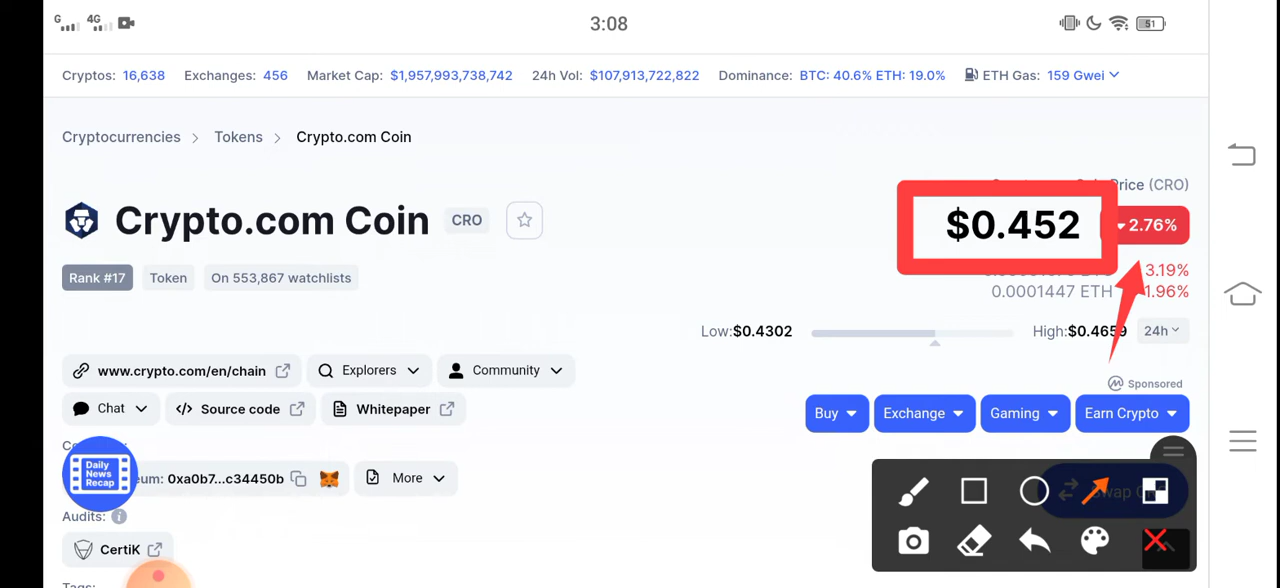 G 4G 3:08 51
Cryptos: 16,638 Exchanges: 456 Market Cap: $1,957,993,738,742 24h Vol: $107,913,722,822 Dominance: BTC: 40.6% ETH: 19.0% ETH Gas: 159 Gwei
Cryptocurrencies > Tokens > Crypto.com Coin
Price (CRO)
Crypto.com Coin CRO $0.452 2.76%
3.19%
Rank #17 Token On 553,867 watchlists
0.0001447 ETH 1.96%
Low:$0.4302 High:$0.4659 24h
www.crypto.com/en/chain Explorers Community
Sponsored
Chat Source code Whitepaper
Buy Exchange Gaming Earn Crypto
Daily
News
Recap
0xa0b7...c34450b More
Swap
Audits:
CertiK